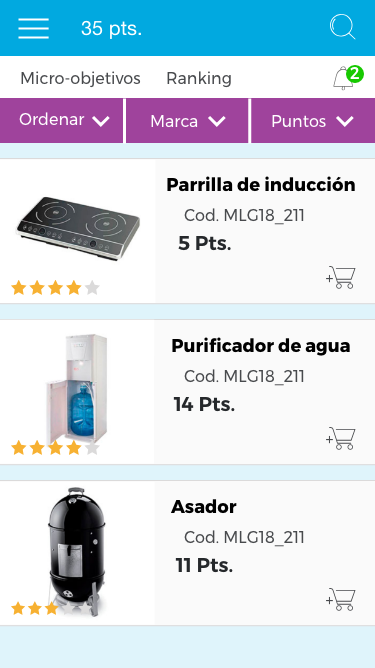 35 pts.
Micro-objetivos Ranking 2
Ordenar Marca Puntos
Parrilla de inducción
Cod. MLG18_211
5 Pts.
Purificador de agua
Cod. MLG18_211
14 Pts.
Asador
Cod. MLG18_211
11 Pts.